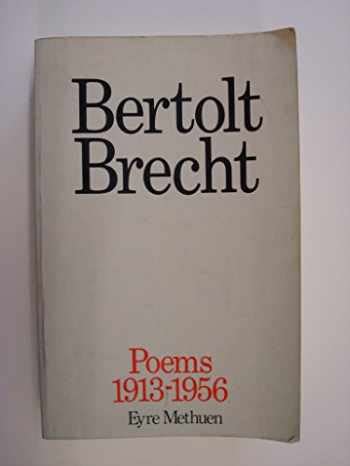 Bertolt
Brecht
Poems
1913-1956
Eyre Methuen